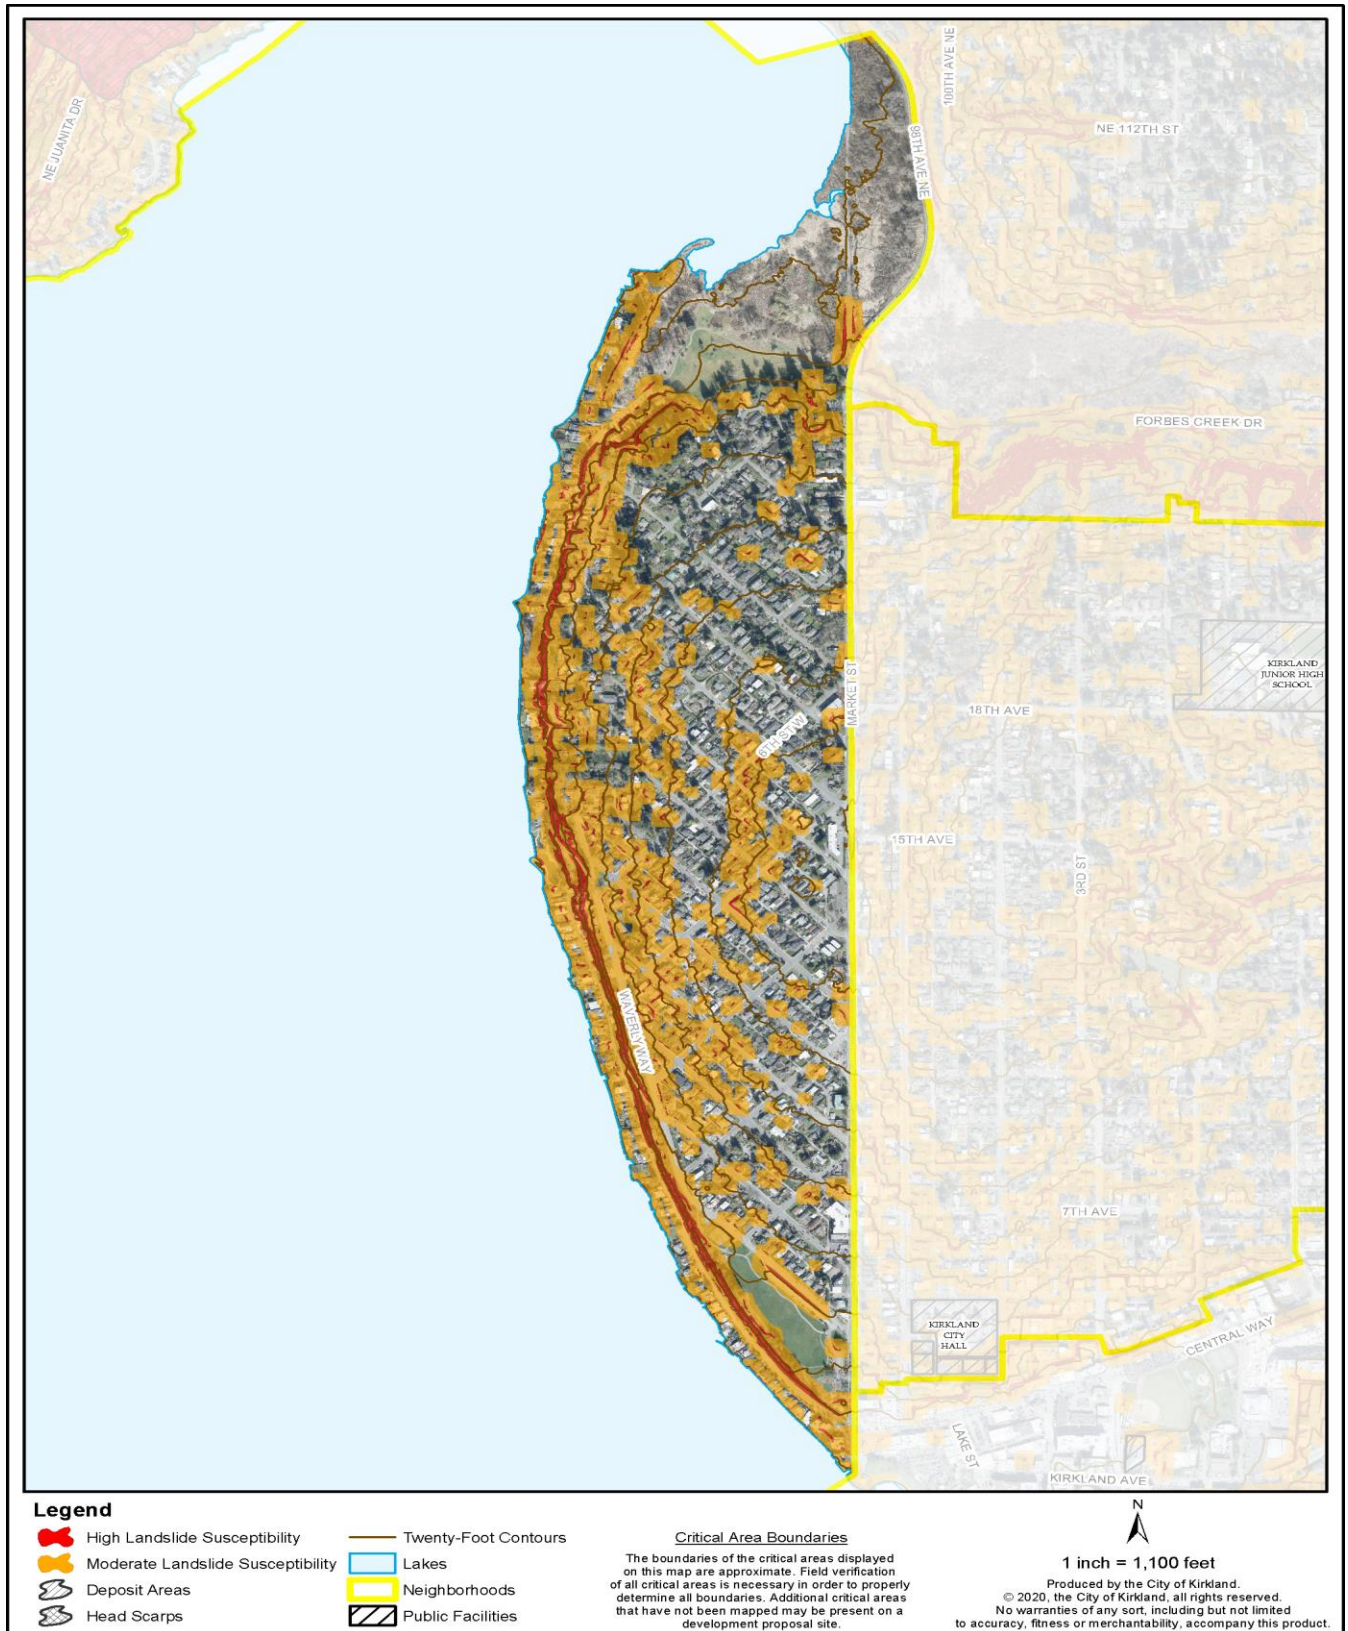 NE JUANITA DR
100TH AVE NE
NE 112TH ST
98TH AVE NE
FORBES CREEK DR
KIRKLAND
JUNIOR HIGH
SCHOOL
MARKET ST
18TH AVE
6TH ST W
15TH AVE
3RD ST
WAVERLY WAY
7TH AVE
KIRKLAND
CITY
HALL
CENTRAL WAY
LAKE ST
KIRKLAND AVE
Legend
High Landslide Susceptibility
Moderate Landslide Susceptibility
Deposit Areas
Head Scarps
Twenty-Foot Contours
Lakes
Neighborhoods
Public Facilities
Critical Area Boundaries
The boundaries of the critical areas displayed
on this map are approximate. Field verification
of all critical areas is necessary in order to properly
determine all boundaries. Additional critical areas
that have not been mapped may be present on a
development proposal site.
N
1 inch = 1,100 feet
Produced by the City of Kirkland.
© 2020, the City of Kirkland, all rights reserved.
No warranties of any sort, including but not limited
to accuracy, fitness or merchantability, accompany this product.